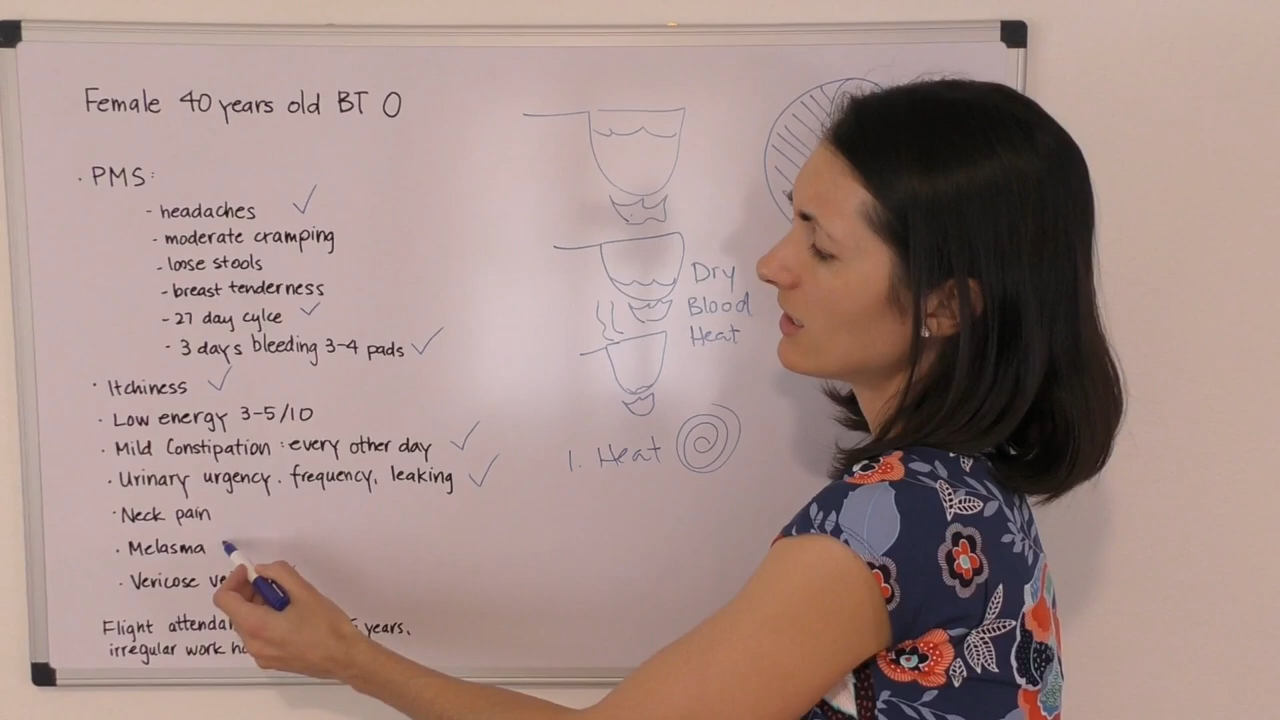 Female 40 years old BT O
· PMS:
- headaches ✓
- moderate cramping
- loose stools
- breast tenderness
- 27 day cylce ✓
- 3 days bleeding 3-4 pads ✓
· Itchiness ✓
· Low energy 3-5/10
· Mild Constipation : every other day ✓
· Urinary urgency. frequency, leaking ✓
· Neck pain
· Melasma
· Vericose
Flight years.
irregular work
Dry
Blood
Heat
1. Heat